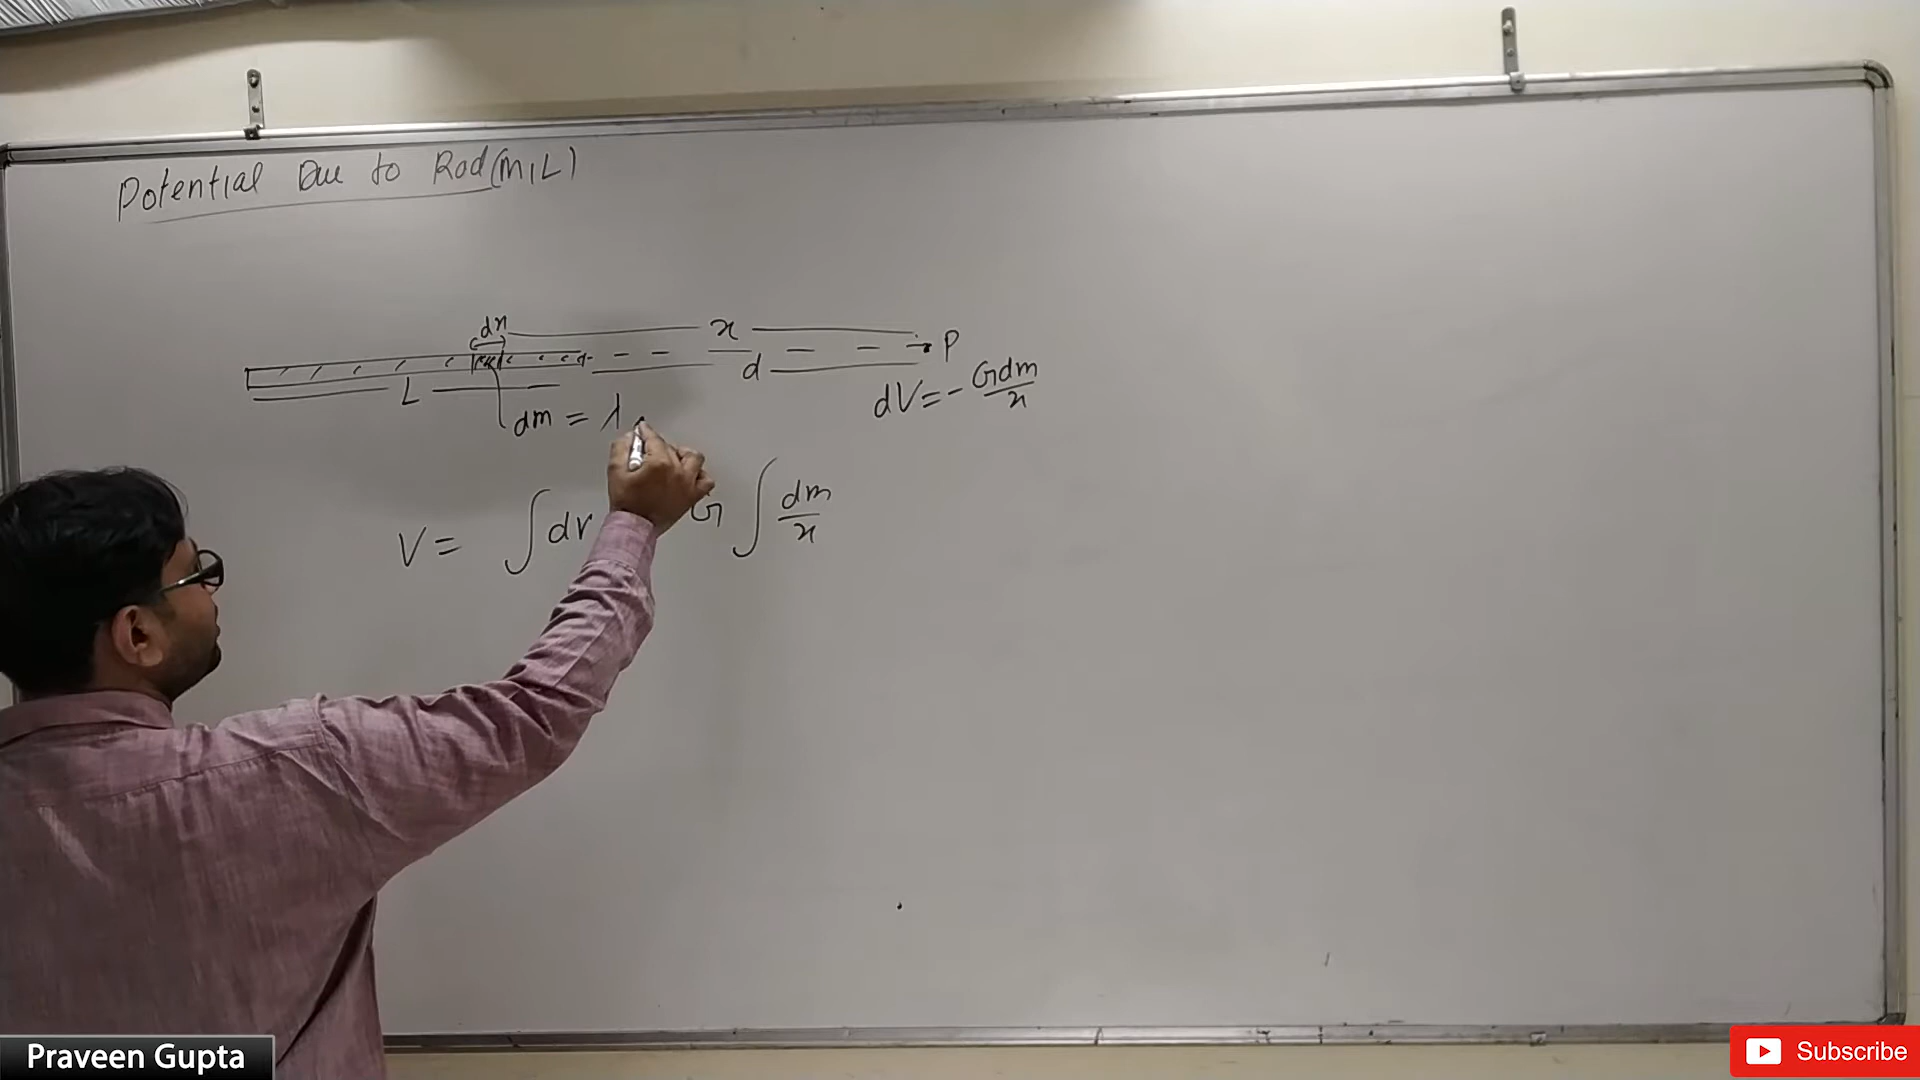 Potential Due to Rod (M, L)
dx
x
P
d
L
dV = - Gdm/x
dm = λ
V = ∫ dv G ∫ dm/x
Praveen Gupta
Subscribe